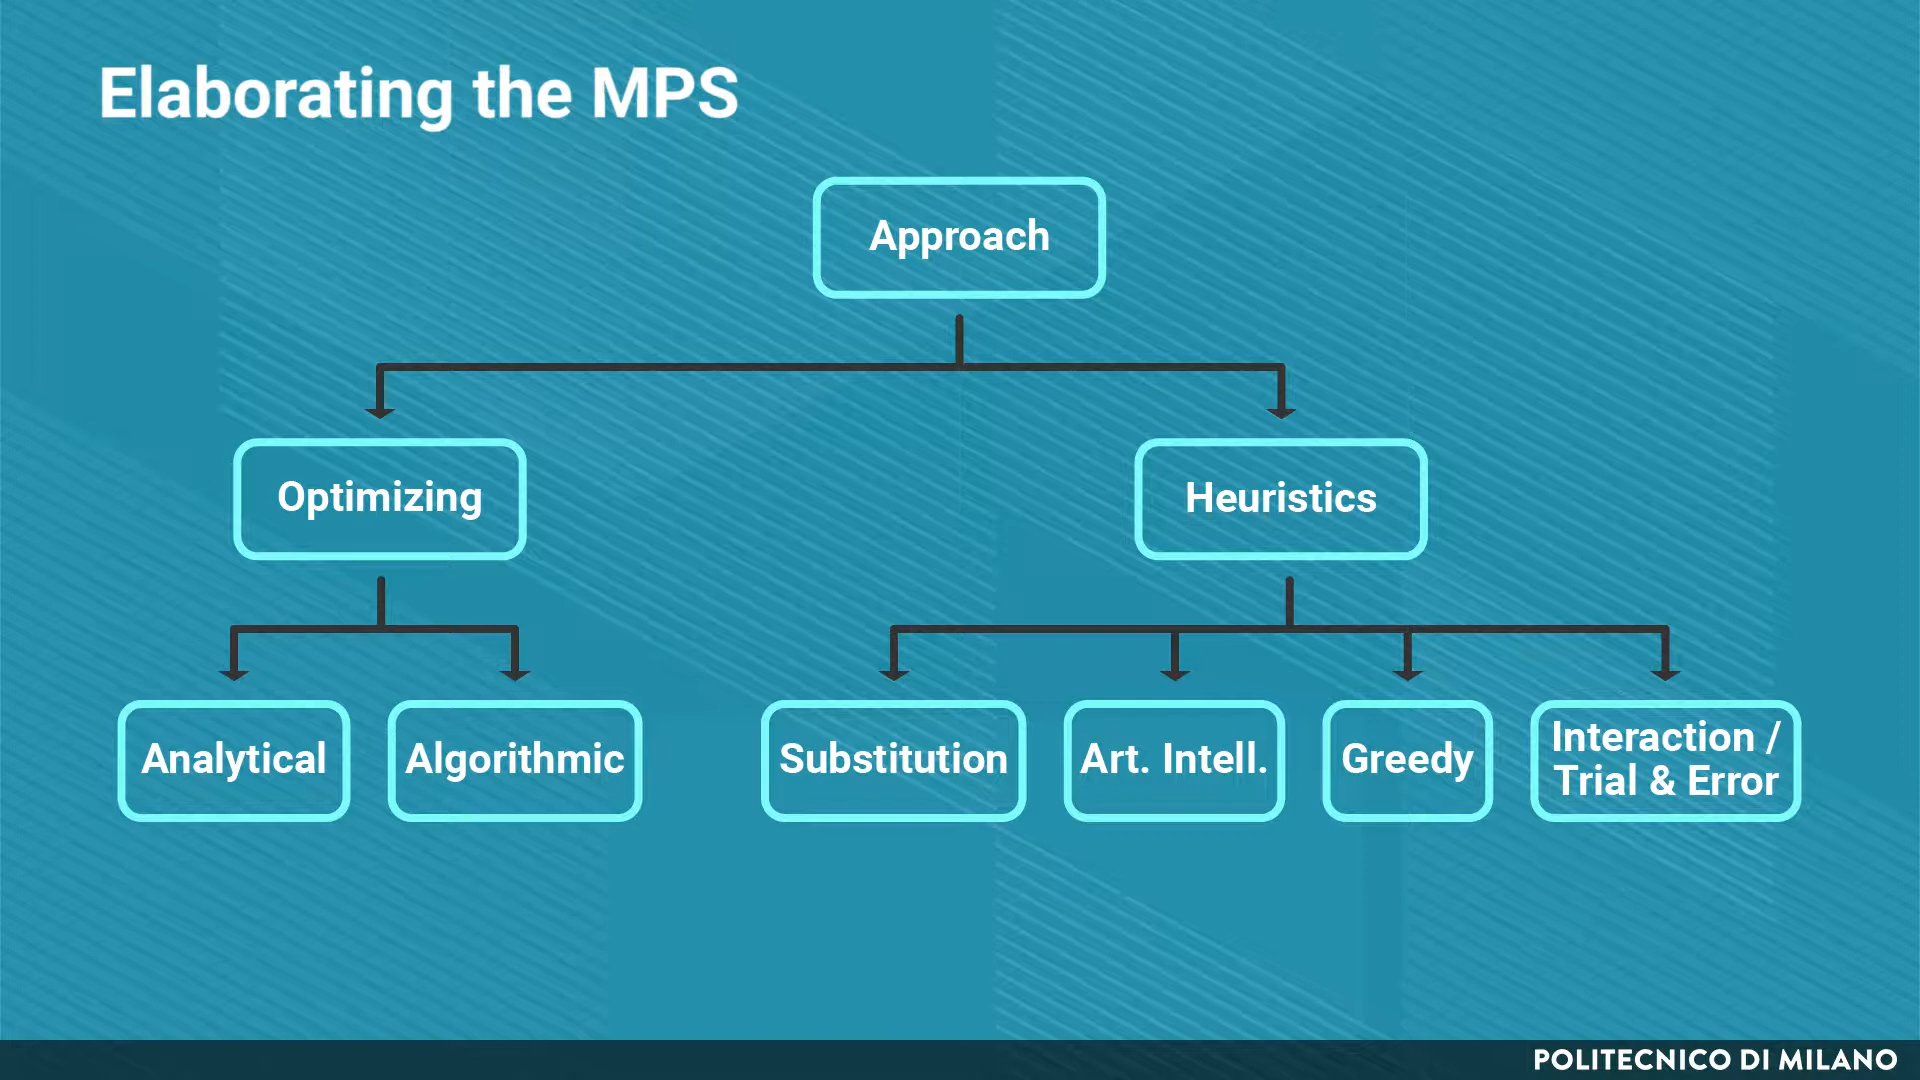 Elaborating the MPS
Approach
Optimizing
Heuristics
Analytical
Algorithmic
Substitution
Art. Intell.
Greedy
Interaction /
Trial & Error
POLITECNICO DI MILANO